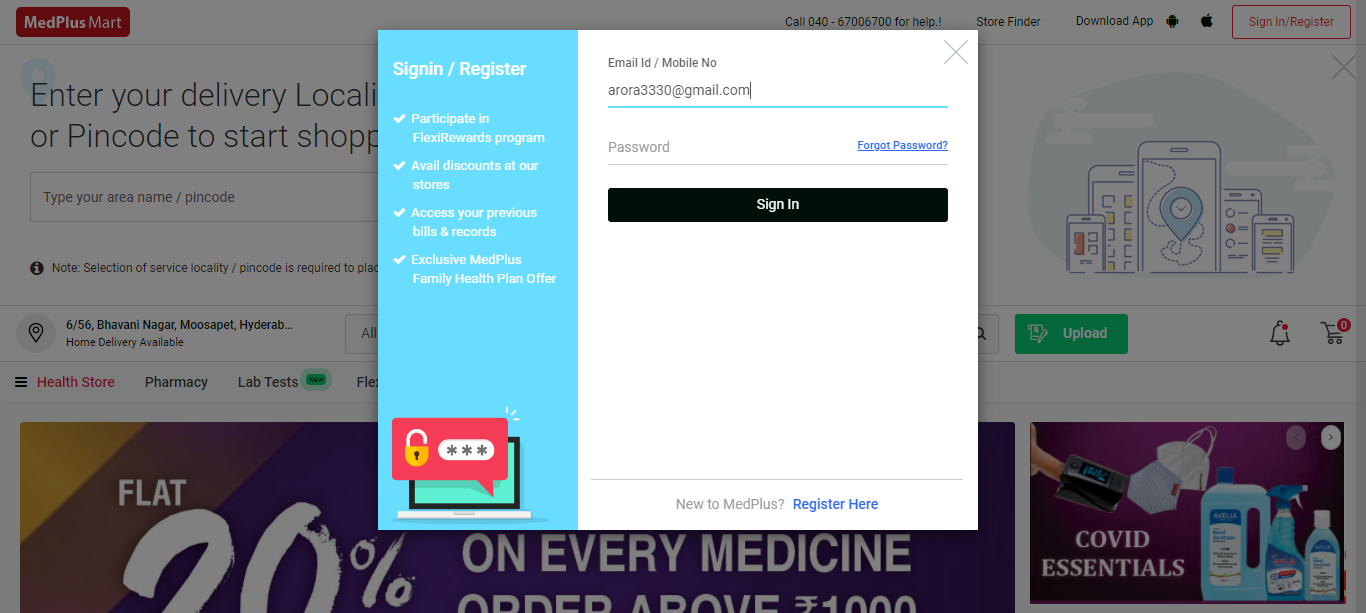 MedPlus Mart
Call 040 - 67006700 for help.!
Store Finder
Download App
Sign In/Register
Enter your delivery Locali
or Pincode to start shopp
Type your area name / pincode
Note: Selection of service locality / pincode is required to plac
Signin / Register
Participate in
FlexiRewards program
Avail discounts at our
stores
Access your previous
bills & records
Exclusive MedPlus
Family Health Plan Offer
***
Email Id / Mobile No
arora3330@gmail.com
Password
Forgot Password?
Sign In
New to MedPlus? Register Here
6/56, Bhavani Nagar, Moosapet, Hyderab...
Home Delivery Available
All
Upload
0
Health Store
Pharmacy
Lab Tests
New
Flex
FLAT
20%
ON EVERY MEDICINE
ORDER ABOVE ₹1000
COVID
ESSENTIALS
AVELIA